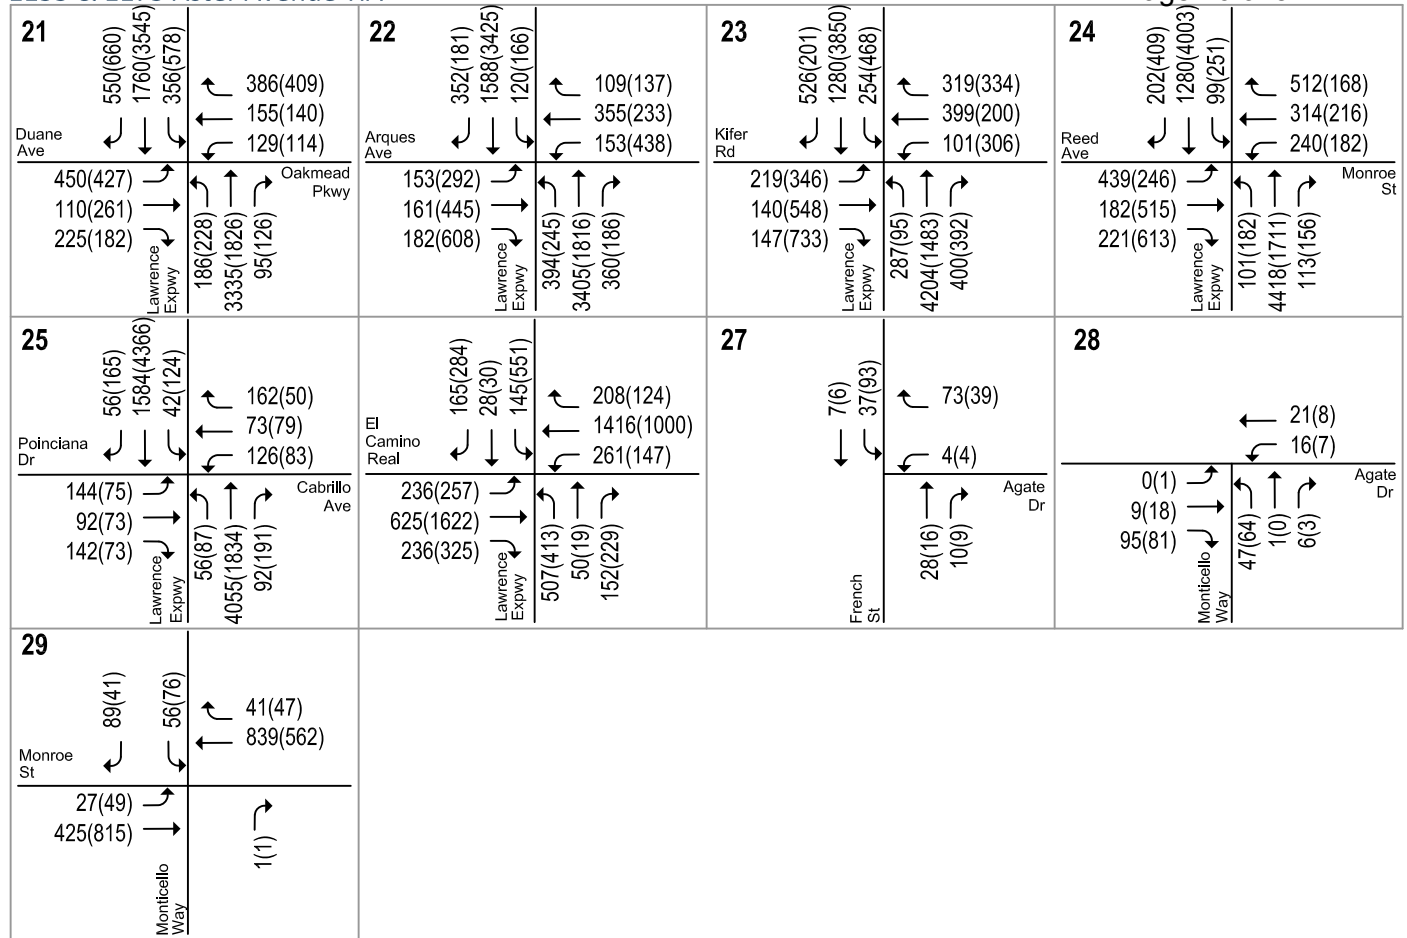 21
550(660)
1760(3545)
356(578)
386(409)
155(140)
129(114)
Duane
Ave
450(427)
110(261)
225(182)
Oakmead
Pkwy
Lawrence
Expwy
186(228)
3335(1826)
95(126)
22
352(181)
1588(3425)
120(166)
109(137)
355(233)
153(438)
Arques
Ave
153(292)
161(445)
182(608)
Lawrence
Expwy
394(245)
3405(1816)
360(186)
23
526(201)
1280(3850)
254(468)
319(334)
399(200)
101(306)
Kifer
Rd
219(346)
140(548)
147(733)
Lawrence
Expwy
287(95)
4204(1483)
400(392)
24
202(409)
1280(4003)
99(251)
512(168)
314(216)
240(182)
Reed
Ave
439(246)
182(515)
221(613)
Monroe
St
Lawrence
Expwy
101(182)
4418(1711)
113(156)
25
56(165)
1584(4366)
42(124)
162(50)
73(79)
126(83)
Poinciana
Dr
144(75)
92(73)
142(73)
Cabrillo
Ave
Lawrence
Expwy
56(87)
4055(1834)
92(191)
165(284)
28(30)
145(551)
208(124)
1416(1000)
261(147)
El
Camino
Real
236(257)
625(1622)
236(325)
Lawrence
Expwy
507(413)
50(19)
152(229)
27
7(6)
37(93)
73(39)
4(4)
Agate
Dr
French
St
28(16)
10(9)
28
21(8)
16(7)
0(1)
9(18)
95(81)
Agate
Dr
Monticello
Way
47(64)
1(0)
6(3)
29
89(41)
56(76)
41(47)
839(562)
Monroe
St
27(49)
425(815)
Monticello
Way
1(1)